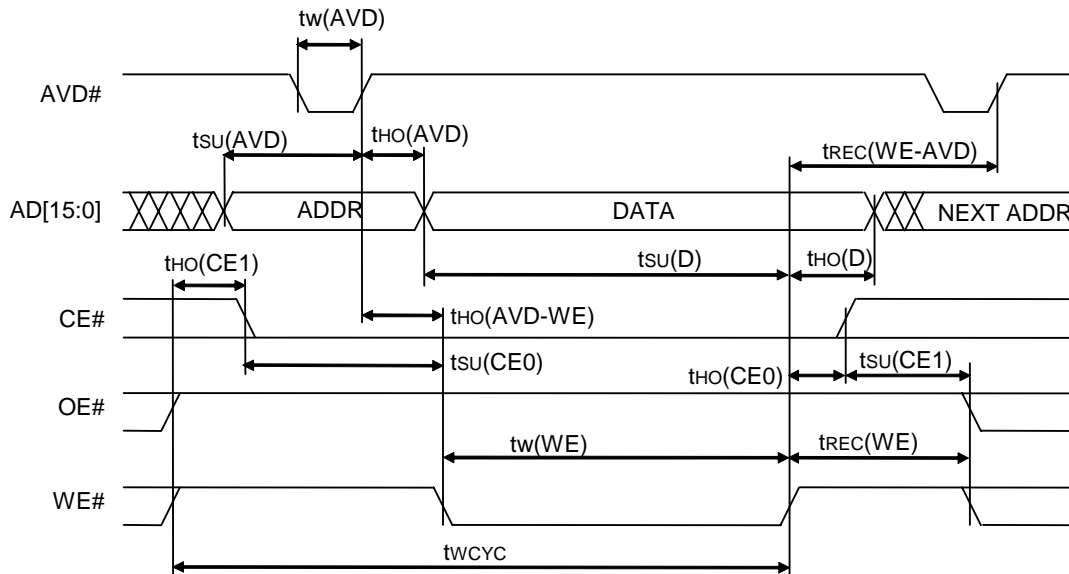 tw(AVD)
AVD#
tSU(AVD)
tHO(AVD)
tREC(WE-AVD)
AD[15:0]
ADDR
DATA
NEXT ADDR
tHO(CE1)
tSU(D)
tHO(D)
CE#
tHO(AVD-WE)
tSU(CE0)
tHO(CE0)
tSU(CE1)
OE#
tw(WE)
tREC(WE)
WE#
tWCYC